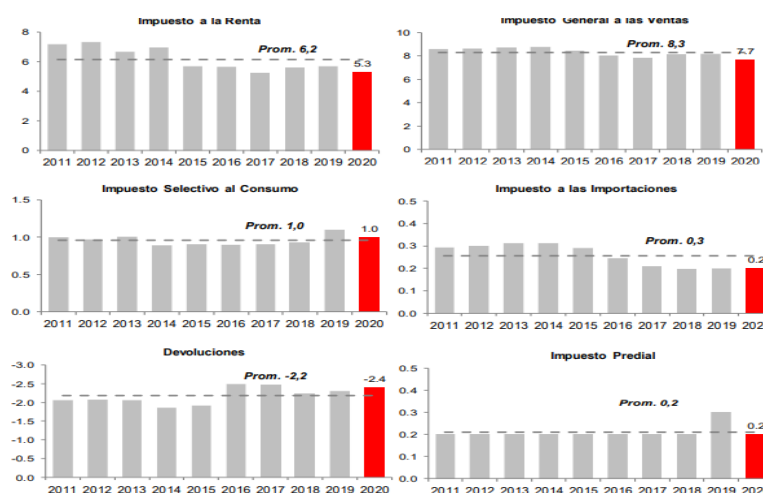 Impuesto a la Renta
8
6
4
2
0
Prom. 6,2
5.3
2011 2012 2013 2014 2015 2016 2017 2018 2019 2020
Impuesto General a las Ventas
10
8
6
4
2
0
Prom. 8,3
7.7
2011 2012 2013 2014 2015 2016 2017 2018 2019 2020
Impuesto Selectivo al Consumo
1.5
1.0
0.5
0.0
Prom. 1,0
1.0
2011 2012 2013 2014 2015 2016 2017 2018 2019 2020
Impuesto a las Importaciones
0.5
0.4
0.3
0.2
0.1
0.0
Prom. 0,3
0.2
2011 2012 2013 2014 2015 2016 2017 2018 2019 202
Devoluciones
-3.0
-2.5
-2.0
-1.5
-1.0
-0.5
0.0
Prom. -2,2
-2.4
2011 2012 2013 2014 2015 2016 2017 2018 2019 2020
Impuesto Predial
0.5
0.4
0.3
0.2
0.1
0.0
Prom. 0,2
0.2
2011 2012 2013 2014 2015 2016 2017 2018 2019 202